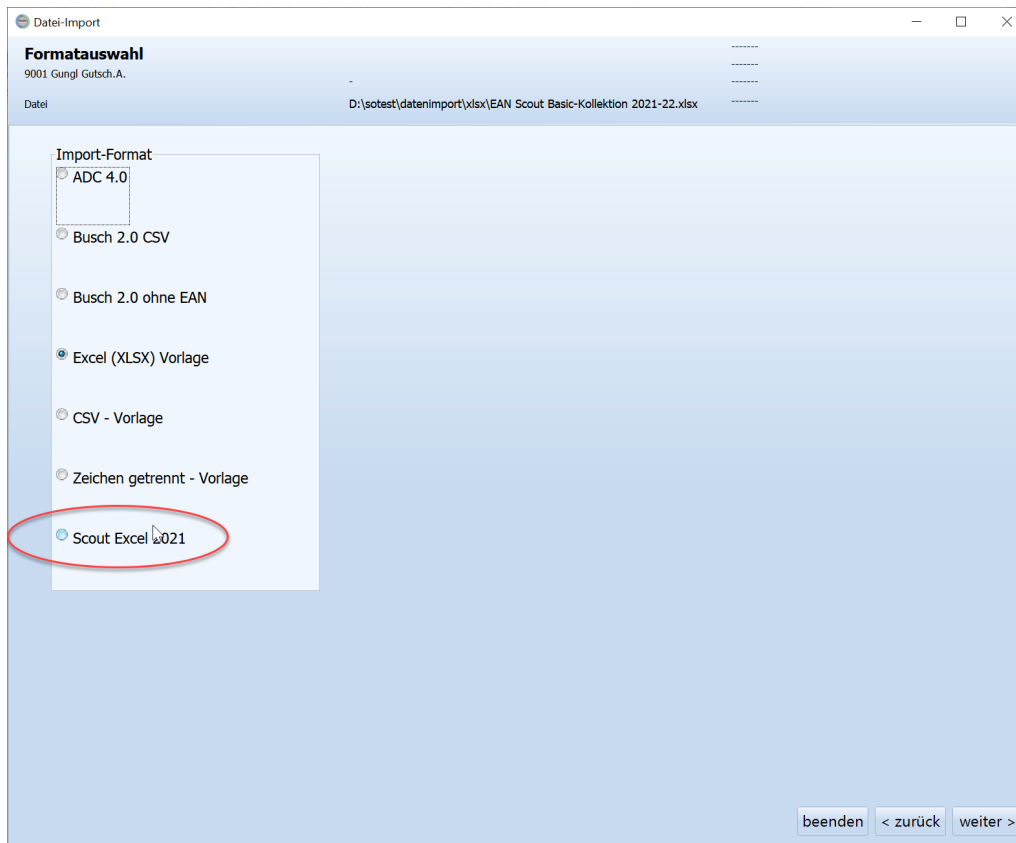 Datei-Import
Formatauswahl
9001 Gungl Gutsch.A.
-------
-------
-
-------
Datei
D:\sotest\datenimport\xlsx\EAN Scout Basic-Kollektion 2021-22.xlsx
-------
Import-Format
ADC 4.0
Busch 2.0 CSV
Busch 2.0 ohne EAN
Excel (XLSX) Vorlage
CSV - Vorlage
Zeichen getrennt - Vorlage
Scout Excel 2021
beenden
< zurück
weiter >